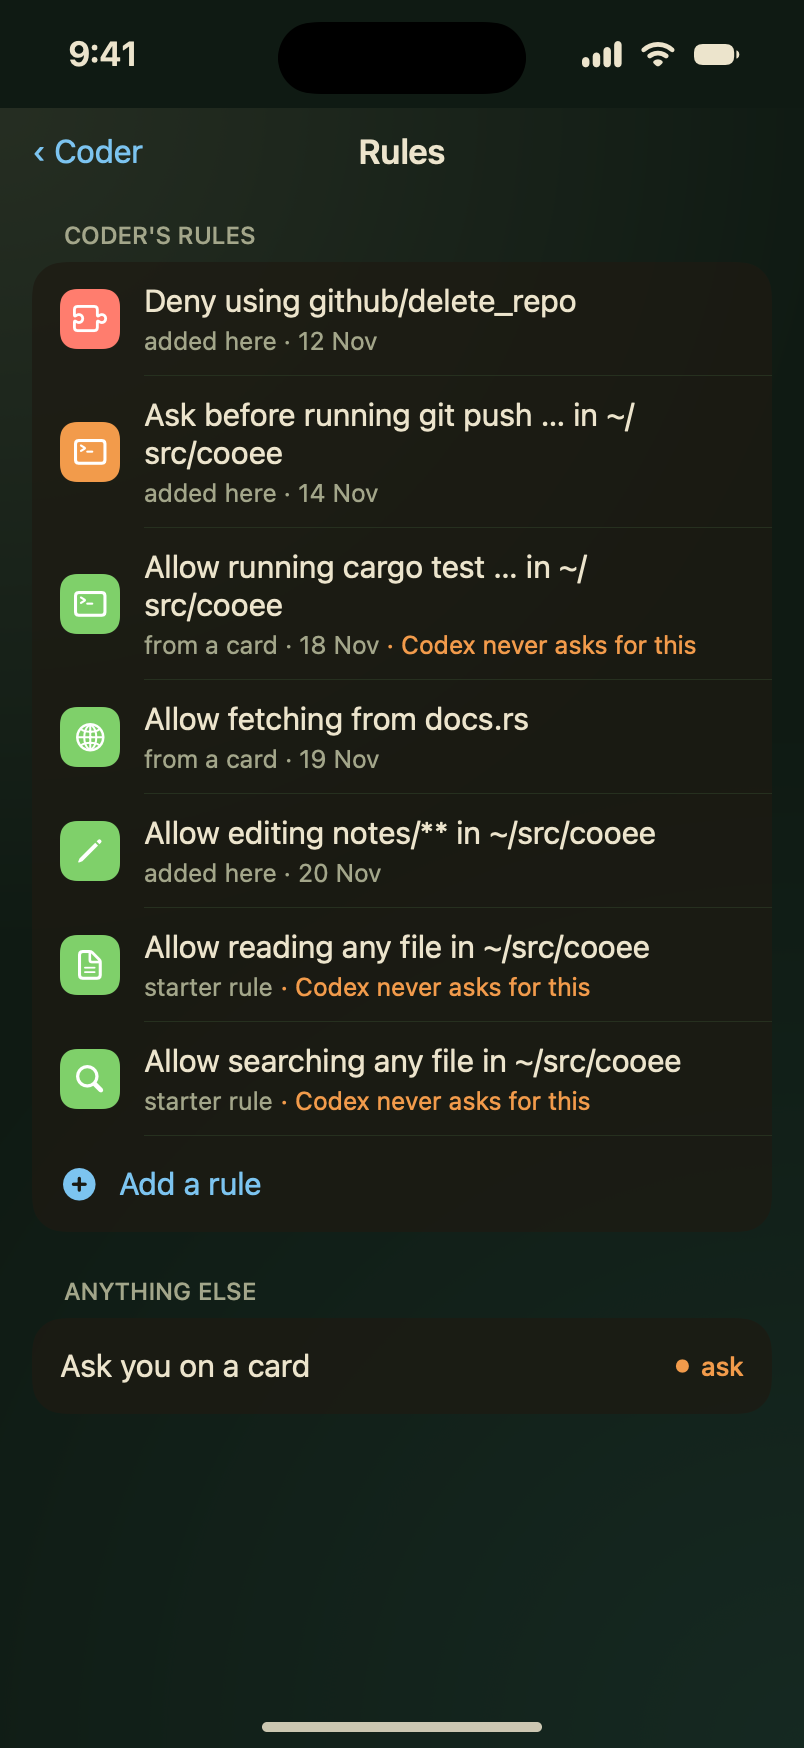 9:41
‹ Coder
Rules
CODER'S RULES
Deny using github/delete_repo
added here · 12 Nov
Ask before running git push ... in ~/
src/cooee
added here · 14 Nov
Allow running cargo test ... in ~/
src/cooee
from a card · 18 Nov · Codex never asks for this
Allow fetching from docs.rs
from a card · 19 Nov
Allow editing notes/** in ~/src/cooee
added here · 20 Nov
Allow reading any file in ~/src/cooee
starter rule · Codex never asks for this
Allow searching any file in ~/src/cooee
starter rule · Codex never asks for this
Add a rule
ANYTHING ELSE
Ask you on a card
ask